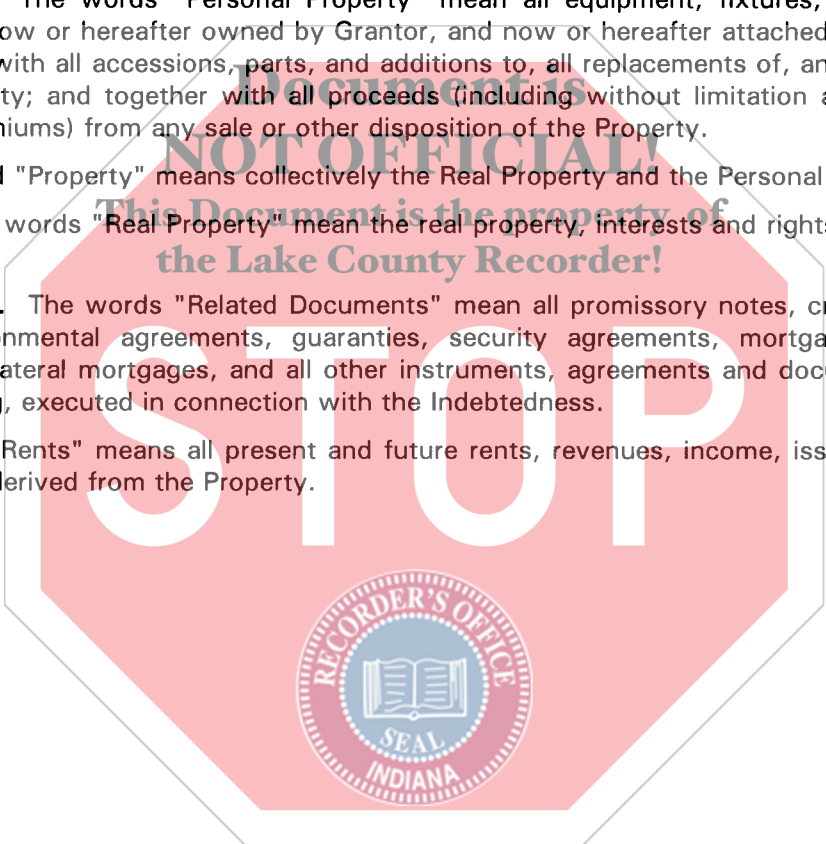 The words "Personal Property" mean all equipment, fixtures,
ow or hereafter owned by Grantor, and now or hereafter attached
with all accessions, parts, and additions to, all replacements of, an
ty; and together with all proceeds (including without limitation a
niums) from any sale or other disposition of the Property.
"Property" means collectively the Real Property and the Personal
words "Real Property" mean the real property, interests and rights
. The words "Related Documents" mean all promissory notes, cr
nmental agreements, guaranties, security agreements, mortga
ateral mortgages, and all other instruments, agreements and doc
, executed in connection with the Indebtedness.
Rents" means all present and future rents, revenues, income, iss
derived from the Property.
Document is
NOT OFFICIAL!
This Document is the property of
the Lake County Recorder!
STOP
RECORDER'S OFFICE
SEAL
INDIANA